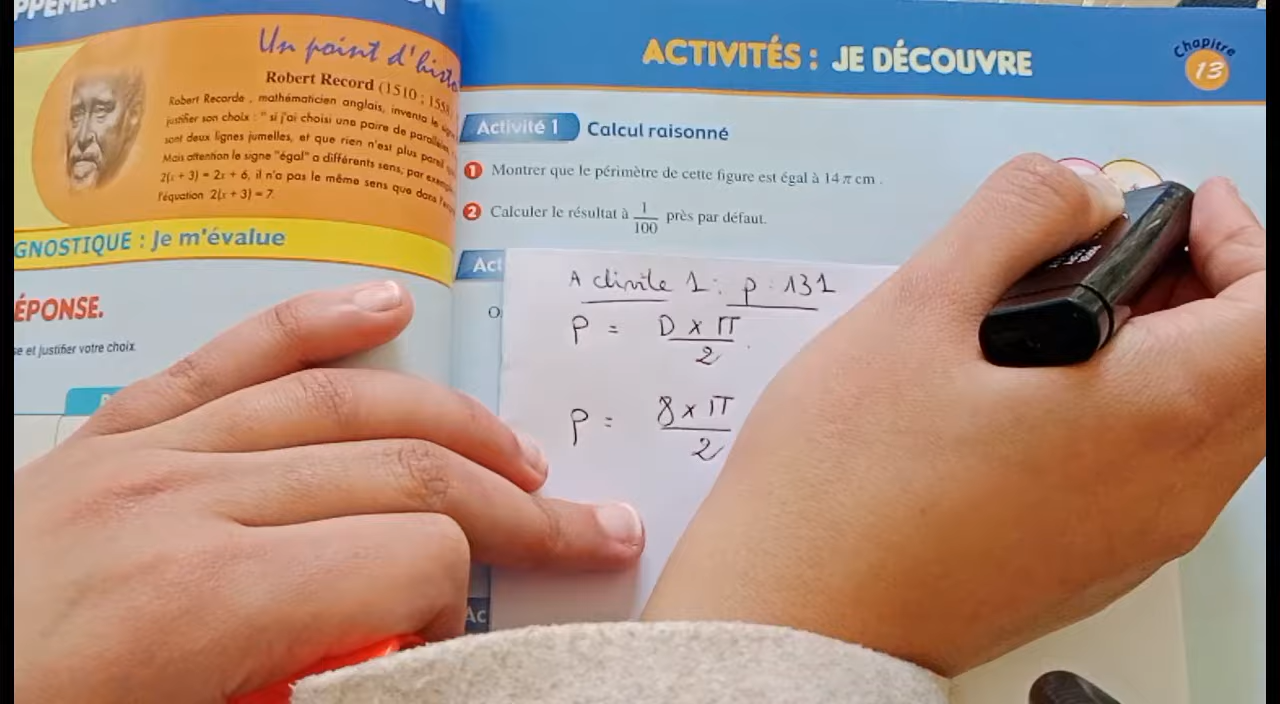 Un point d'histo
Robert Record (1510 ; 1558
Robert Recorde , mathématicien anglais, inventa le
justifier son choix : " si j'ai choisi une paire de
sont deux lignes jumelles, et que rien n'est plus pareil
Mais attention le signe "égal" a différents sens; par
2(x + 3) = 2x + 6, il n'a pas le même sens que dans
l'équation 2(x + 3) = 7.
GNOSTIQUE : Je m'évalue
ÉPONSE.
se et justifier votre choix.
ACTIVITÉS : JE DÉCOUVRE
Chapitre
13
Activité 1 Calcul raisonné
1 Montrer que le périmètre de cette figure est égal à 14 π cm .
2 Calculer le résultat à 1/100 près par défaut.
Act
O
Activite 1 : p : 131
P = D x π / 2
P = 8 x π / 2
Ac